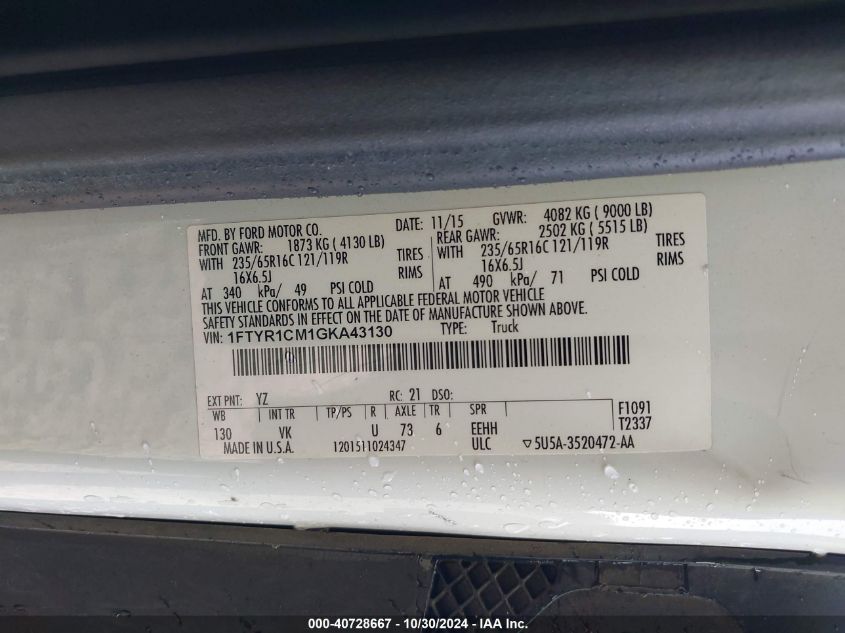 MFD. BY FORD MOTOR CO. DATE: 11/15 GVWR: 4082 KG ( 9000 LB)
FRONT GAWR: 1873 KG ( 4130 LB) REAR GAWR: 2502 KG ( 5515 LB)
WITH 235/65R16C 121/119R TIRES WITH 235/65R16C 121/119R TIRES
16X6.5J RIMS 16X6.5J RIMS
AT 340 kPa/ 49 PSI COLD AT 490 kPa/ 71 PSI COLD
THIS VEHICLE CONFORMS TO ALL APPLICABLE FEDERAL MOTOR VEHICLE
SAFETY STANDARDS IN EFFECT ON THE DATE OF MANUFACTURE SHOWN ABOVE.
VIN: 1FTYR1CM1GKA43130 TYPE: Truck
EXT PNT: YZ RC: 21 DSO:
WB INT TR TP/PS R AXLE TR SPR F1091
130 VK U 73 6 EEHH T2337
MADE IN U.S.A. 1201511024347 ULC ▽5U5A-3520472-AA
000-40728667 - 10/30/2024 - IAA Inc.